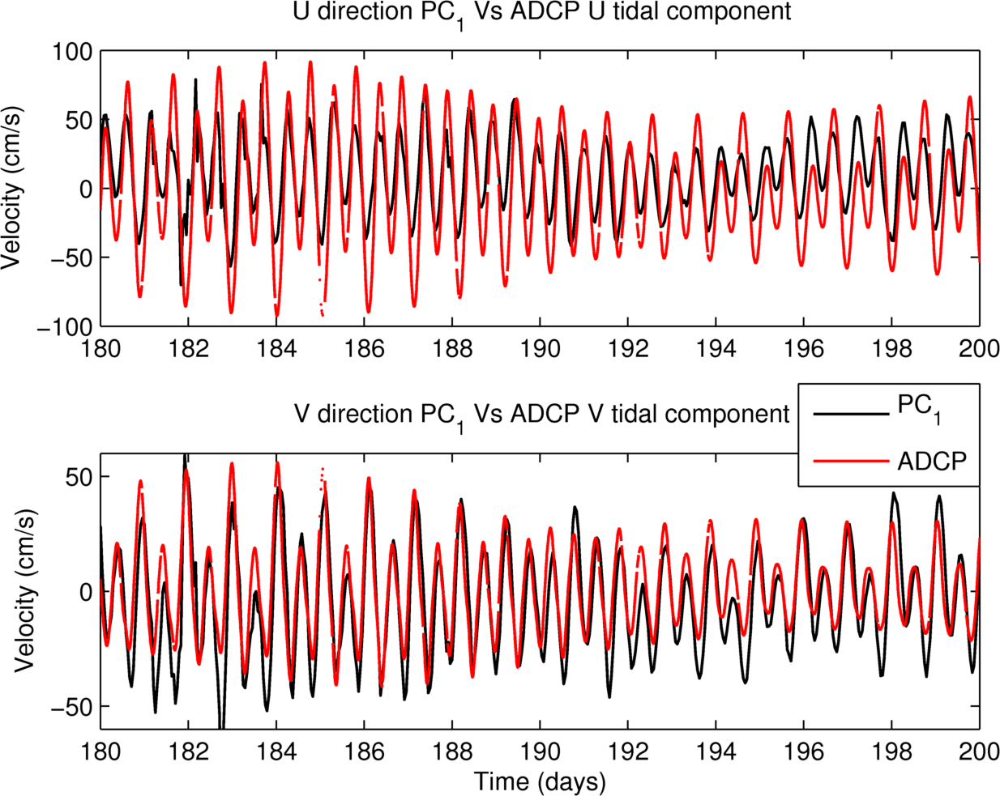 U direction PC1 Vs ADCP U tidal component
Velocity (cm/s)
100
50
0
−50
−100
180 182 184 186 188 190 192 194 196 198 200
V direction PC1 Vs ADCP V tidal component
PC1
ADCP
Velocity (cm/s)
50
0
−50
180 182 184 186 188 190 192 194 196 198 200
Time (days)